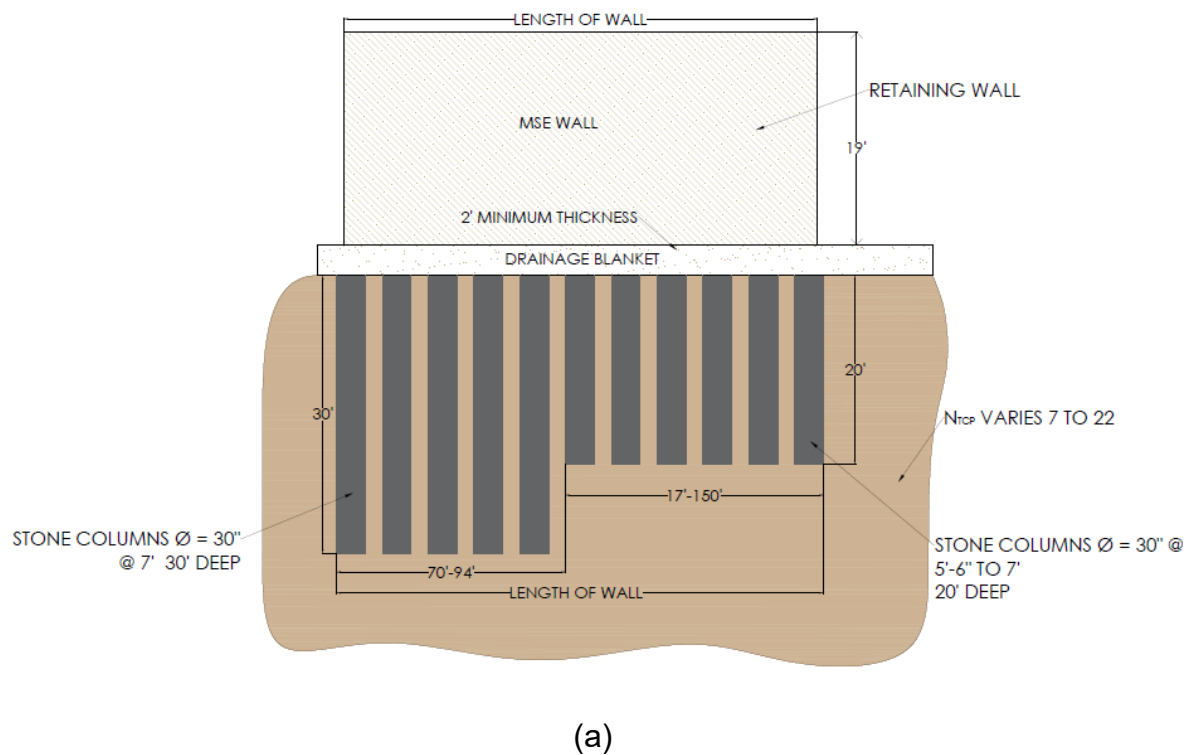 LENGTH OF WALL
RETAINING WALL
MSE WALL
19'
2' MINIMUM THICKNESS
DRAINAGE BLANKET
30'
20'
N_TCP VARIES 7 TO 22
17'-150'
STONE COLUMNS Ø = 30"
@ 7' 30' DEEP
STONE COLUMNS Ø = 30" @
5'-6" TO 7'
20' DEEP
70'-94'
LENGTH OF WALL
(a)